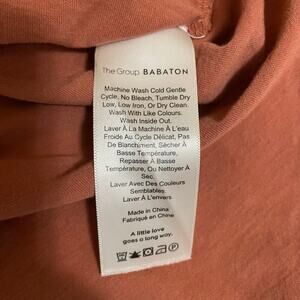 The Group BABATON
Machine Wash Cold Gentle
Cycle, No Bleach, Tumble Dry
Low, Low Iron, Or Dry Clean.
Wash With Like Colours.
Wash Inside Out.
Laver À La Machine À L'eau
Froide Au Cycle Délicat, Pas
De Blanchiment, Sécher À
Basse Température,
Repasser À Basse
Température, Ou Nettoyer À
Sec.
Laver Avec Des Couleurs
Semblables.
Laver À L'envers.
Made in China
Fabriqué en Chine
A little love
goes a long way.